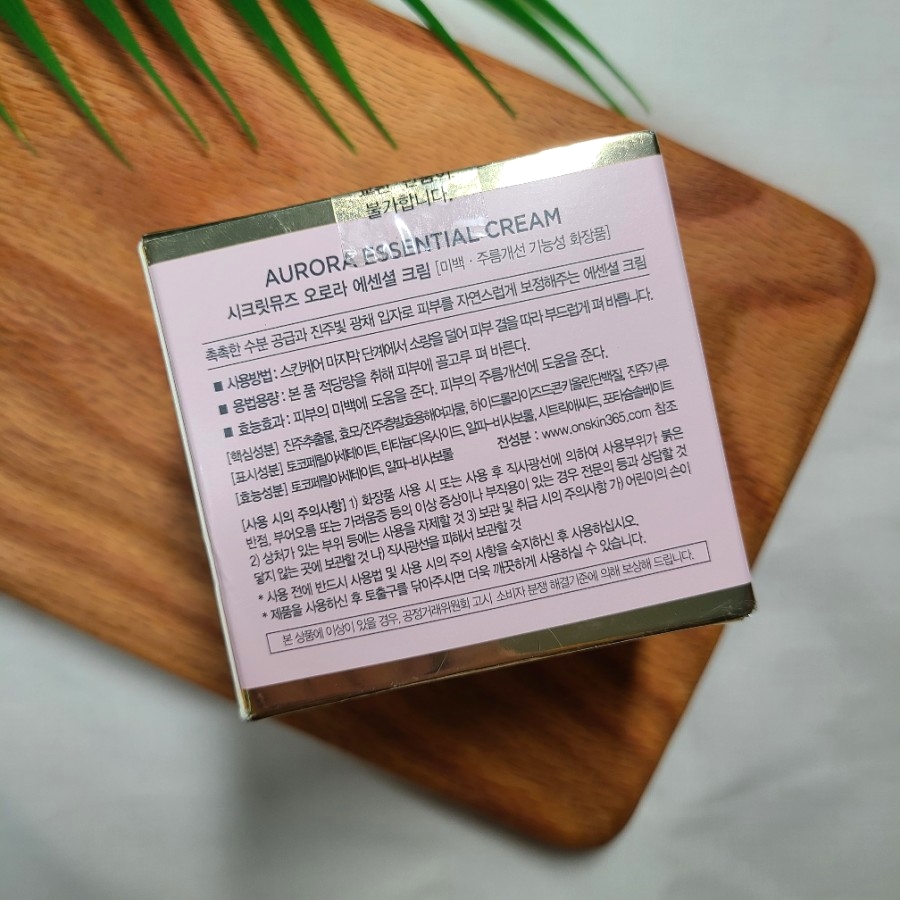 불가합니다.
AURORA ESSENTIAL CREAM
시크릿뮤즈 오로라 에센셜 크림 [미백 · 주름개선 기능성 화장품]
촉촉한 수분 공급과 진주빛 광채 입자로 피부를 자연스럽게 보정해주는 에센셜 크림
■ 사용방법 : 스킨케어 마지막 단계에서 소량을 덜어 피부 결을 따라 부드럽게 펴 바릅니다.
■ 용법용량 : 본 품 적당량을 취해 피부에 골고루 펴 바른다.
■ 효능효과 : 피부의 미백에 도움을 준다. 피부의 주름개선에 도움을 준다.
[핵심성분] 진주추출물, 효모/진주층발효용해여과물, 하이드롤라이즈드콘키올린단백질, 진주가루
[표시성분] 토코페릴아세테이트, 티타늄디옥사이드, 알파-비사보롤, 시트릭애씨드, 포타슘솔베이트
[효능성분] 토코페릴아세테이트, 알파-비사보롤 전성분 : www.onskin365.com 참조
[사용 시의 주의사항] 1) 화장품 사용 시 또는 사용 후 직사광선에 의하여 사용부위가 붉은
반점, 부어오름 또는 가려움증 등의 이상 증상이나 부작용이 있는 경우 전문의 등과 상담할 것
2) 상처가 있는 부위 등에는 사용을 자제할 것 3) 보관 및 취급 시의 주의사항 가) 어린이의 손이
닿지 않는 곳에 보관할 것 나) 직사광선을 피해서 보관할 것
* 사용 전에 반드시 사용법 및 사용 시의 주의 사항을 숙지하신 후 사용하십시오.
* 제품을 사용하신 후 토출구를 닦아주시면 더욱 깨끗하게 사용하실 수 있습니다.
본 상품에 이상이 있을 경우, 공정거래위원회 고시 소비자 분쟁 해결기준에 의해 보상해 드립니다.